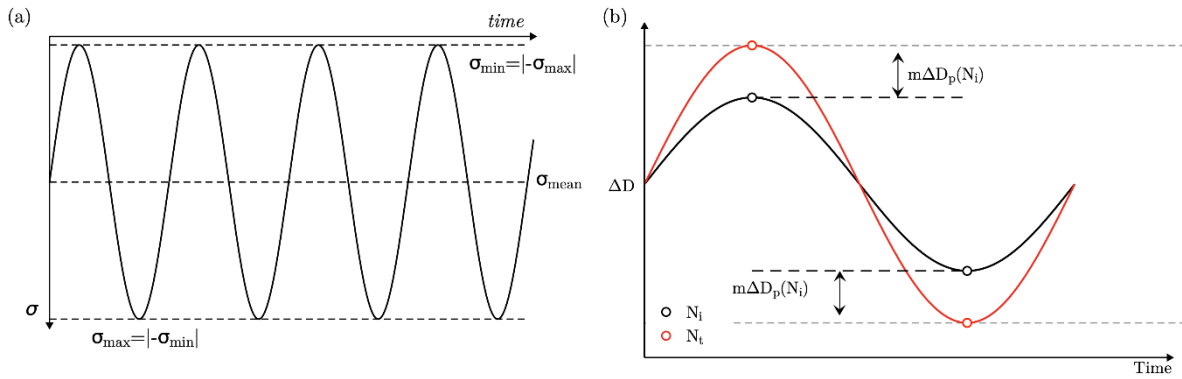 (a)
time
σmin=|-σmax|
σmean
σ
σmax=|-σmin|
(b)
mΔDp(Ni)
ΔD
mΔDp(Ni)
Ni
Nt
Time